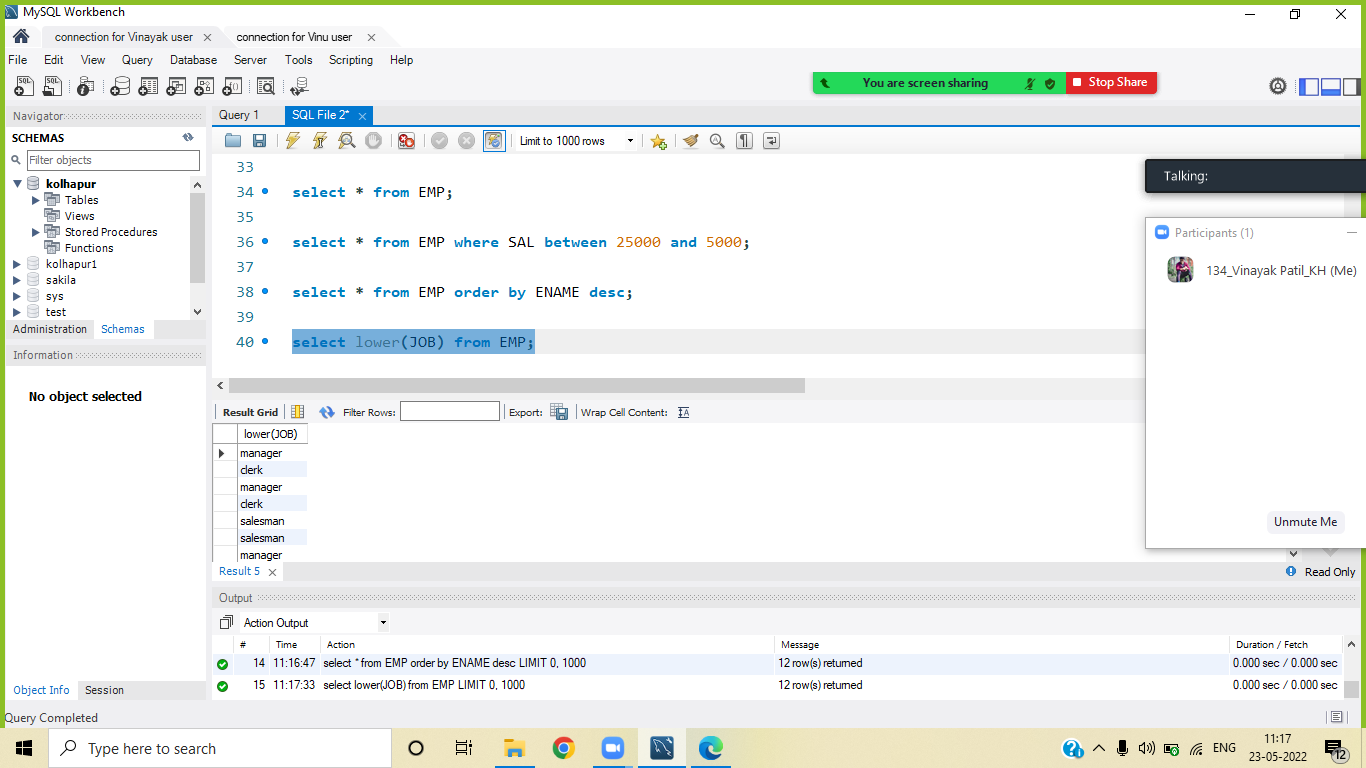 MySQL Workbench
connection for Vinayak user
connection for Vinu user
File Edit View Query Database Server Tools Scripting Help
You are screen sharing
Stop Share
Navigator
SCHEMAS
Filter objects
kolhapur
Tables
Views
Stored Procedures
Functions
kolhapur1
sakila
sys
test
Administration Schemas
Information
No object selected
Object Info Session
Query 1 SQL File 2*
Limit to 1000 rows
33
34 select * from EMP;
35
36 select * from EMP where SAL between 25000 and 5000;
37
38 select * from EMP order by ENAME desc;
39
40 select lower(JOB) from EMP;
Talking:
Participants (1)
134_Vinayak Patil_KH (Me)
Unmute Me
Result Grid Filter Rows: Export: Wrap Cell Content:
lower(JOB)
manager
clerk
manager
clerk
salesman
salesman
manager
Result 5
Read Only
Output
Action Output
# Time Action Message Duration / Fetch
14 11:16:47 select * from EMP order by ENAME desc LIMIT 0, 1000 12 row(s) returned 0.000 sec / 0.000 sec
15 11:17:33 select lower(JOB) from EMP LIMIT 0, 1000 12 row(s) returned 0.000 sec / 0.000 sec
Query Completed
Type here to search
ENG
11:17
23-05-2022
12